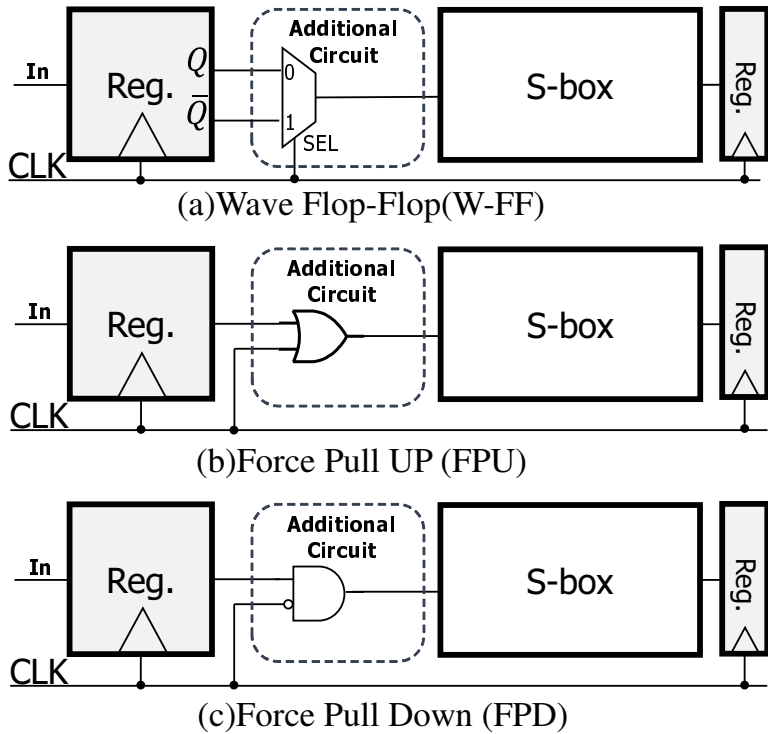 Additional
Circuit
In
Reg.
Q
Q̅
0
1
SEL
S-box
Reg.
CLK
(a)Wave Flop-Flop(W-FF)
Additional
Circuit
In
Reg.
S-box
Reg.
CLK
(b)Force Pull UP (FPU)
Additional
Circuit
In
Reg.
S-box
Reg.
CLK
(c)Force Pull Down (FPD)